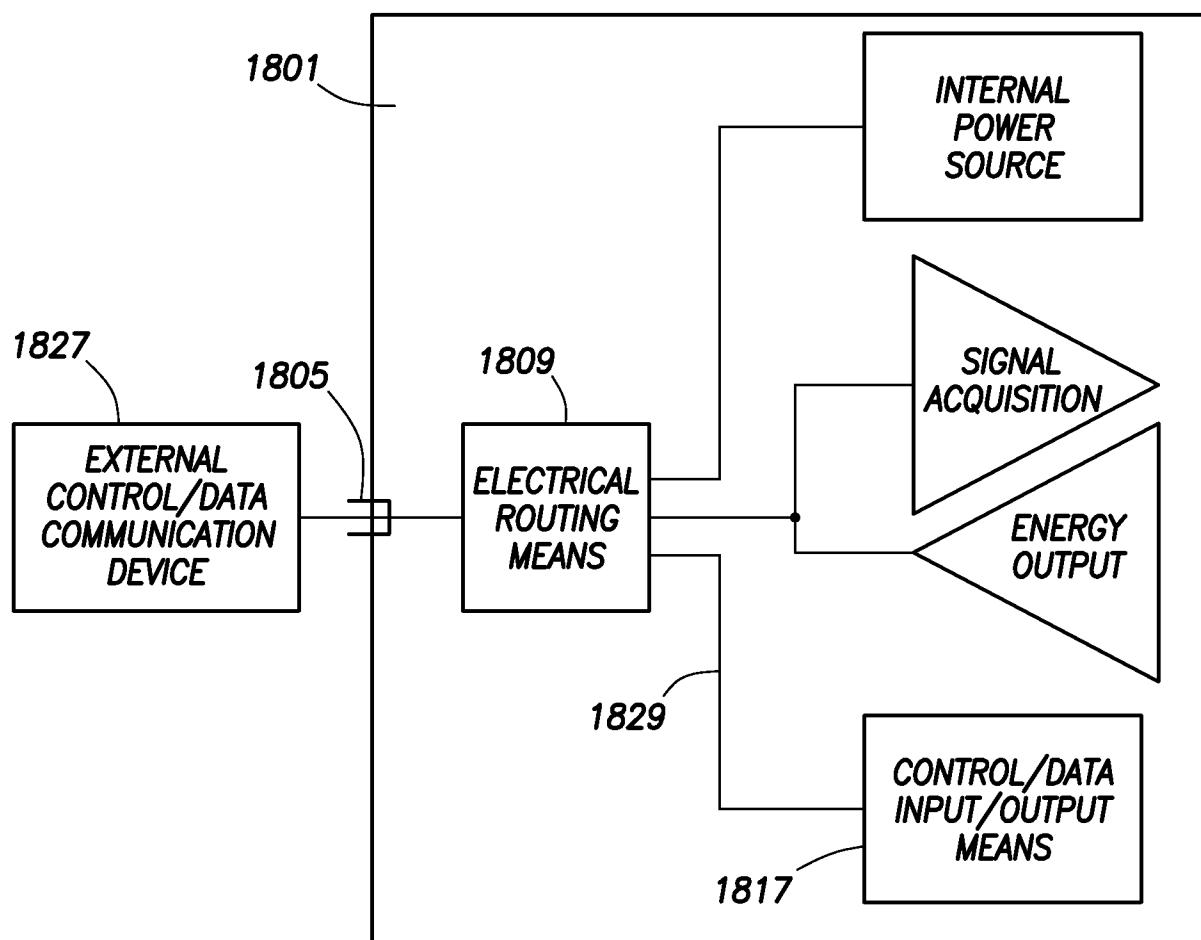 1801
INTERNAL
POWER
SOURCE
1827
1805
1809
SIGNAL
ACQUISITION
EXTERNAL
CONTROL/DATA
COMMUNICATION
DEVICE
ELECTRICAL
ROUTING
MEANS
ENERGY
OUTPUT
1829
CONTROL/DATA
INPUT/OUTPUT
MEANS
1817